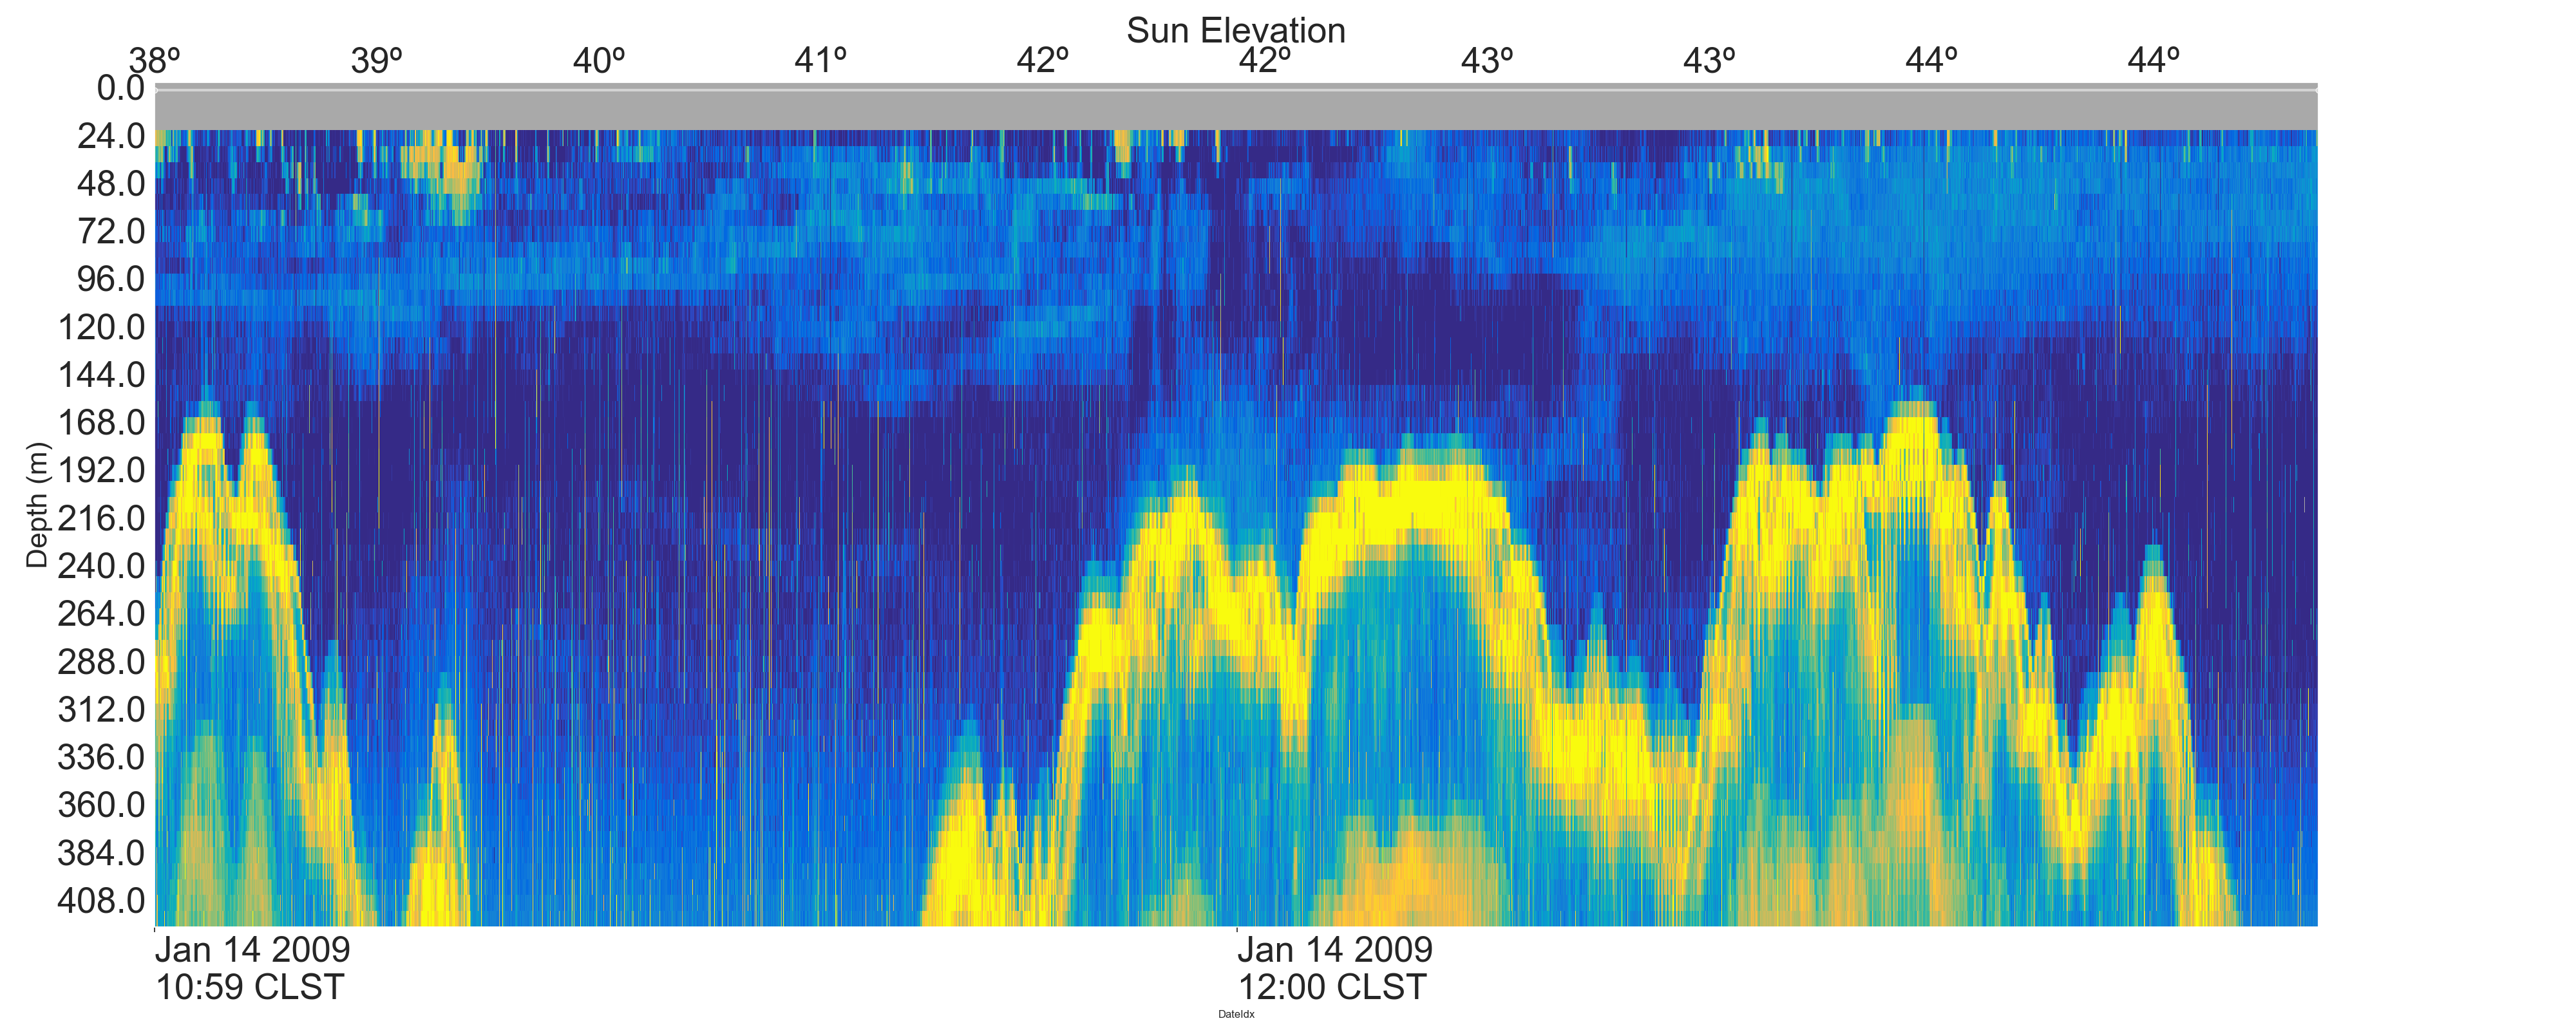 Sun Elevation
38º 39º 40º 41º 42º 42º 43º 43º 44º 44º
0.0
24.0
48.0
72.0
96.0
120.0
144.0
168.0
192.0
216.0
240.0
264.0
288.0
312.0
336.0
360.0
384.0
408.0
Depth (m)
Jan 14 2009
10:59 CLST
Jan 14 2009
12:00 CLST
DateIdx